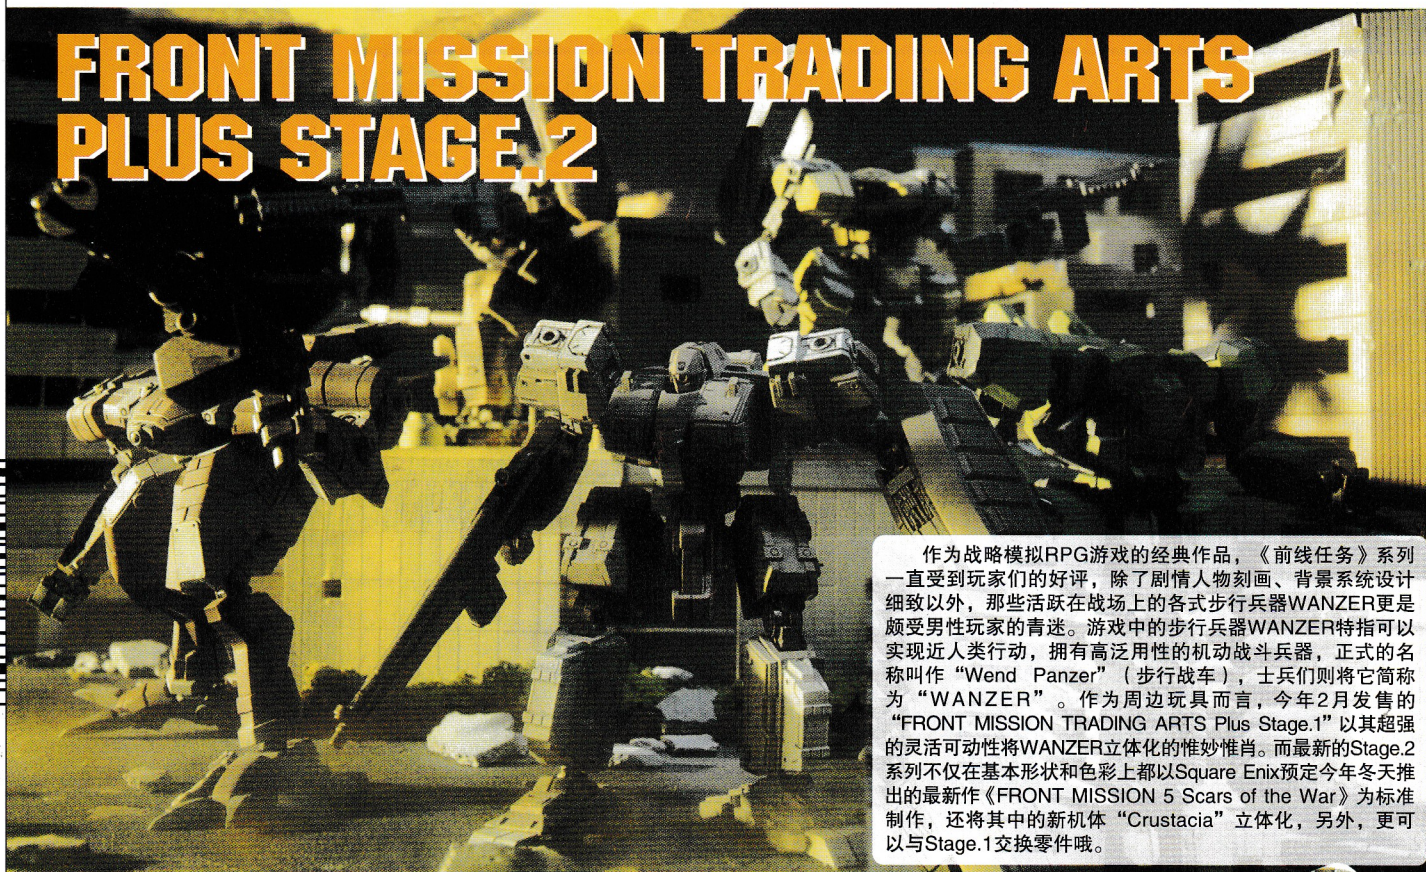 FRONT MISSION TRADING ARTS
PLUS STAGE.2
作为战略模拟RPG游戏的经典作品，《前线任务》系列
一直受到玩家们的好评，除了剧情人物刻画、背景系统设计
细致以外，那些活跃在战场上的各式步行兵器WANZER更是
颇受男性玩家的青迷。游戏中的步行兵器WANZER特指可以
实现近人类行动，拥有高泛用性的机动战斗兵器，正式的名
称叫作“Wend Panzer”（步行战车），士兵们则将它简称
为“WANZER”。作为周边玩具而言，今年2月发售的
“FRONT MISSION TRADING ARTS Plus Stage.1”以其超强
的灵活可动性将WANZER立体化的惟妙惟肖。而最新的Stage.2
系列不仅在基本形状和色彩上都以Square Enix预定今年冬天推
出的最新作《FRONT MISSION 5 Scars of the War》为标准
制作，还将其中的新机体“Crustacia”立体化，另外，更可
以与Stage.1交换零件哦。